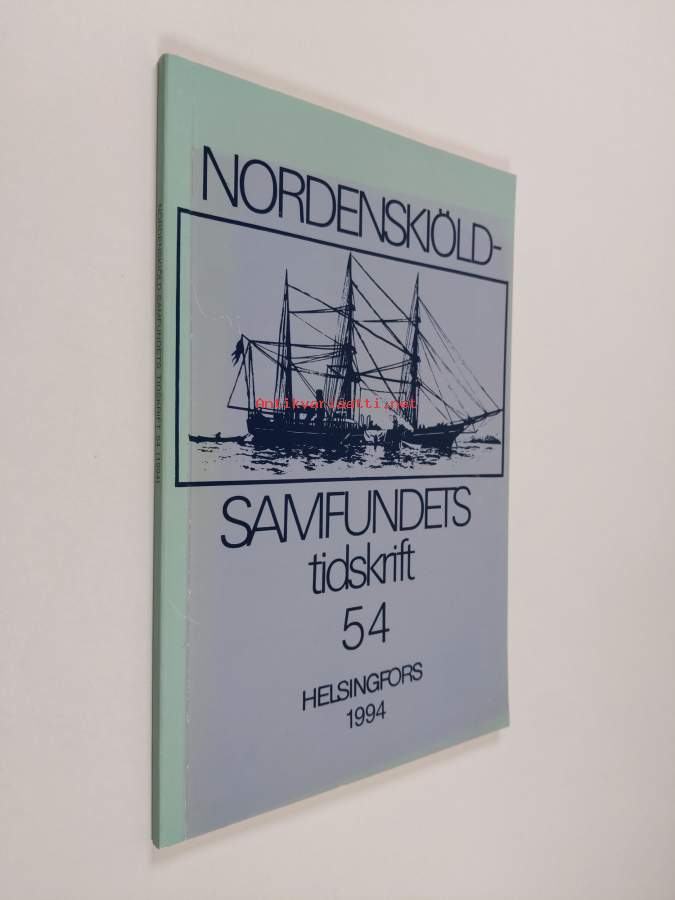 NORDENSKIÖLD-
SAMFUNDETS
tidskrift
54
HELSINGFORS
1994
NORDENSKIÖLD-SAMFUNDETS TIDSKRIFT 54 (1994)
Antikvariaatti.net